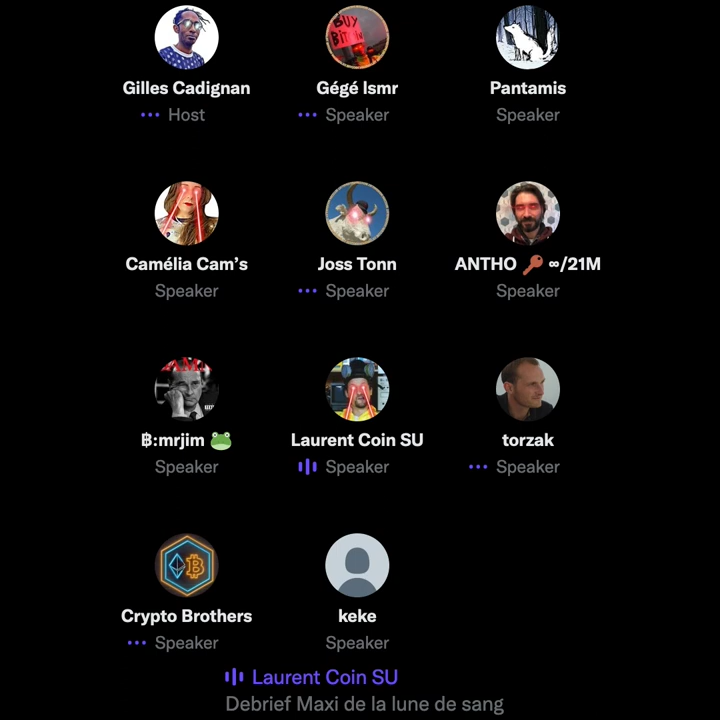 BUY
Gilles Cadignan
Gégé lsmr
Pantamis
Host
Speaker
Speaker
Camélia Cam's
Joss Tonn
ANTHO 🔑 ∞/21M
Speaker
Speaker
Speaker
฿:mrjim 🐸
Laurent Coin SU
torzak
Speaker
Speaker
Speaker
Crypto Brothers
keke
Speaker
Speaker
Laurent Coin SU
Debrief Maxi de la lune de sang